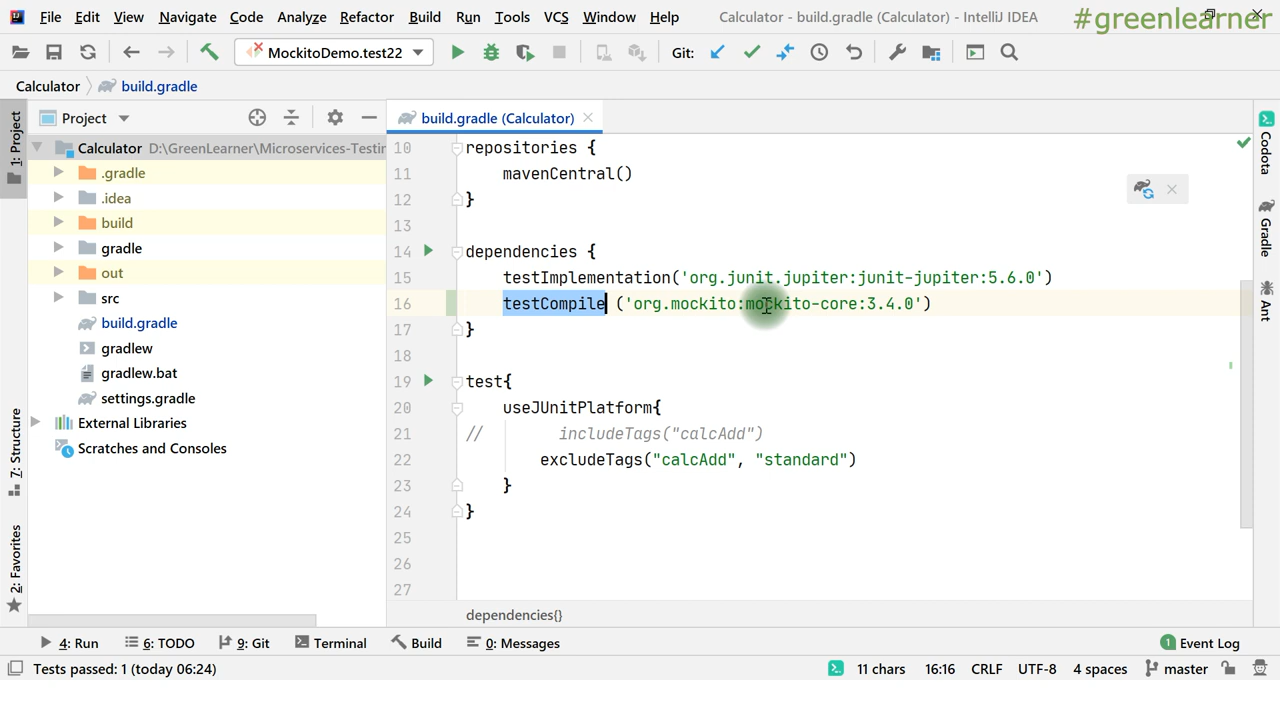 File Edit View Navigate Code Analyze Refactor Build Run Tools VCS Window Help Calculator - build.gradle (Calculator) - IntelliJ IDEA
#greenlearner
MockitoDemo.test22 Git:
Calculator build.gradle
1: Project
Project
build.gradle (Calculator)
Calculator D:\GreenLearner\Microservices-Testir
.gradle
.idea
build
gradle
out
src
build.gradle
gradlew
gradlew.bat
settings.gradle
External Libraries
Scratches and Consoles
7: Structure
2: Favorites
10 repositories {
11 mavenCentral()
12 }
13
14 dependencies {
15 testImplementation('org.junit.jupiter:junit-jupiter:5.6.0')
16 testCompile ('org.mockito:mockito-core:3.4.0')
17 }
18
19 test{
20 useJUnitPlatform{
21 // includeTags("calcAdd")
22 excludeTags("calcAdd", "standard")
23 }
24 }
25
26
27
dependencies{}
Codota
Gradle
Ant
4: Run 6: TODO 9: Git Terminal Build 0: Messages 1 Event Log
Tests passed: 1 (today 06:24) 11 chars 16:16 CRLF UTF-8 4 spaces master